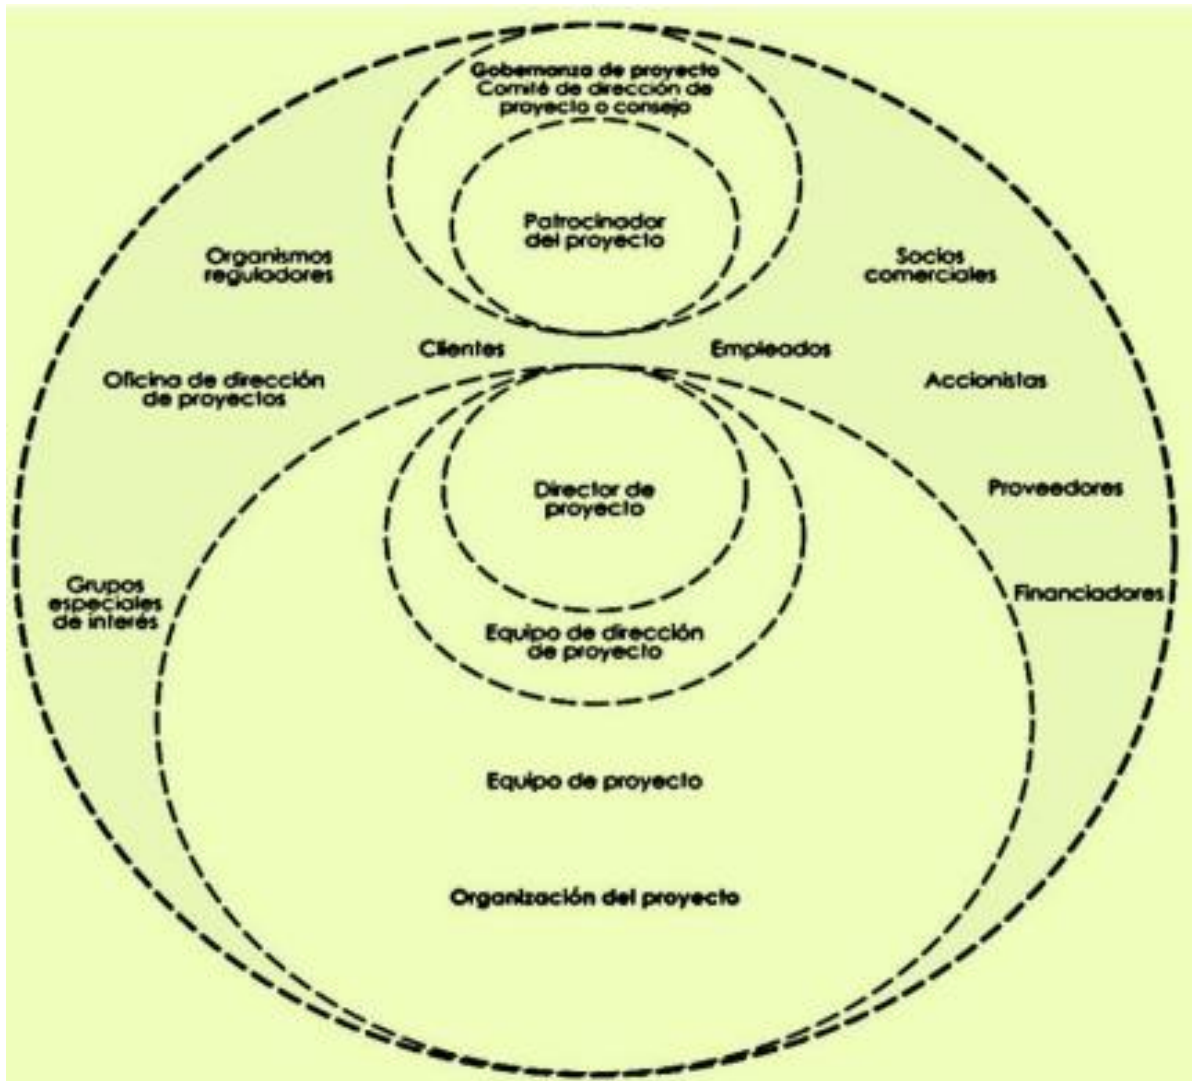 Gobernanza de proyecto
Comité de dirección de
proyecto o consejo
Patrocinador
del proyecto
Organismos
reguladores
Socios
comerciales
Clientes
Empleados
Oficina de dirección
de proyectos
Accionistas
Director de
proyecto
Proveedores
Grupos
especiales
de interés
Financiadores
Equipo de dirección
de proyecto
Equipo de proyecto
Organización del proyecto